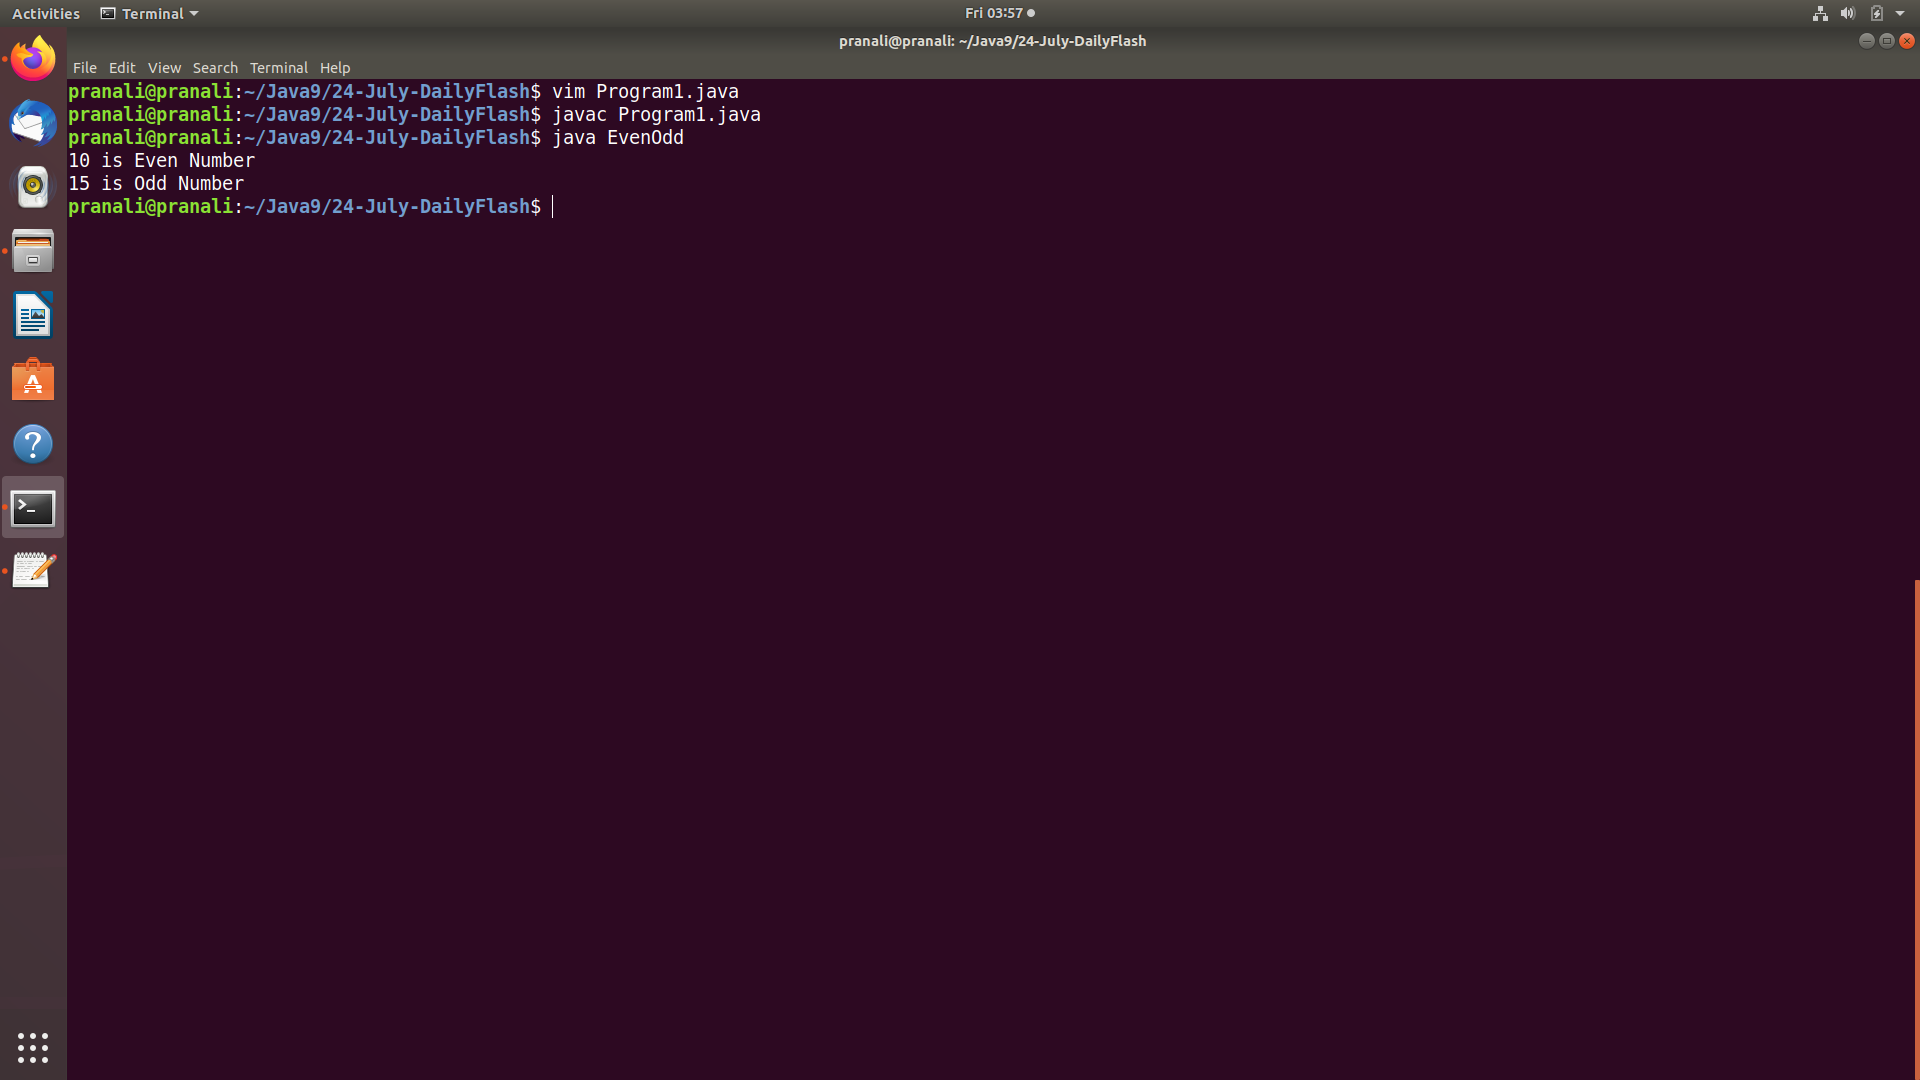 Activities Terminal Fri 03:57
pranali@pranali: ~/Java9/24-July-DailyFlash
File Edit View Search Terminal Help
pranali@pranali:~/Java9/24-July-DailyFlash$ vim Program1.java
pranali@pranali:~/Java9/24-July-DailyFlash$ javac Program1.java
pranali@pranali:~/Java9/24-July-DailyFlash$ java EvenOdd
10 is Even Number
15 is Odd Number
pranali@pranali:~/Java9/24-July-DailyFlash$